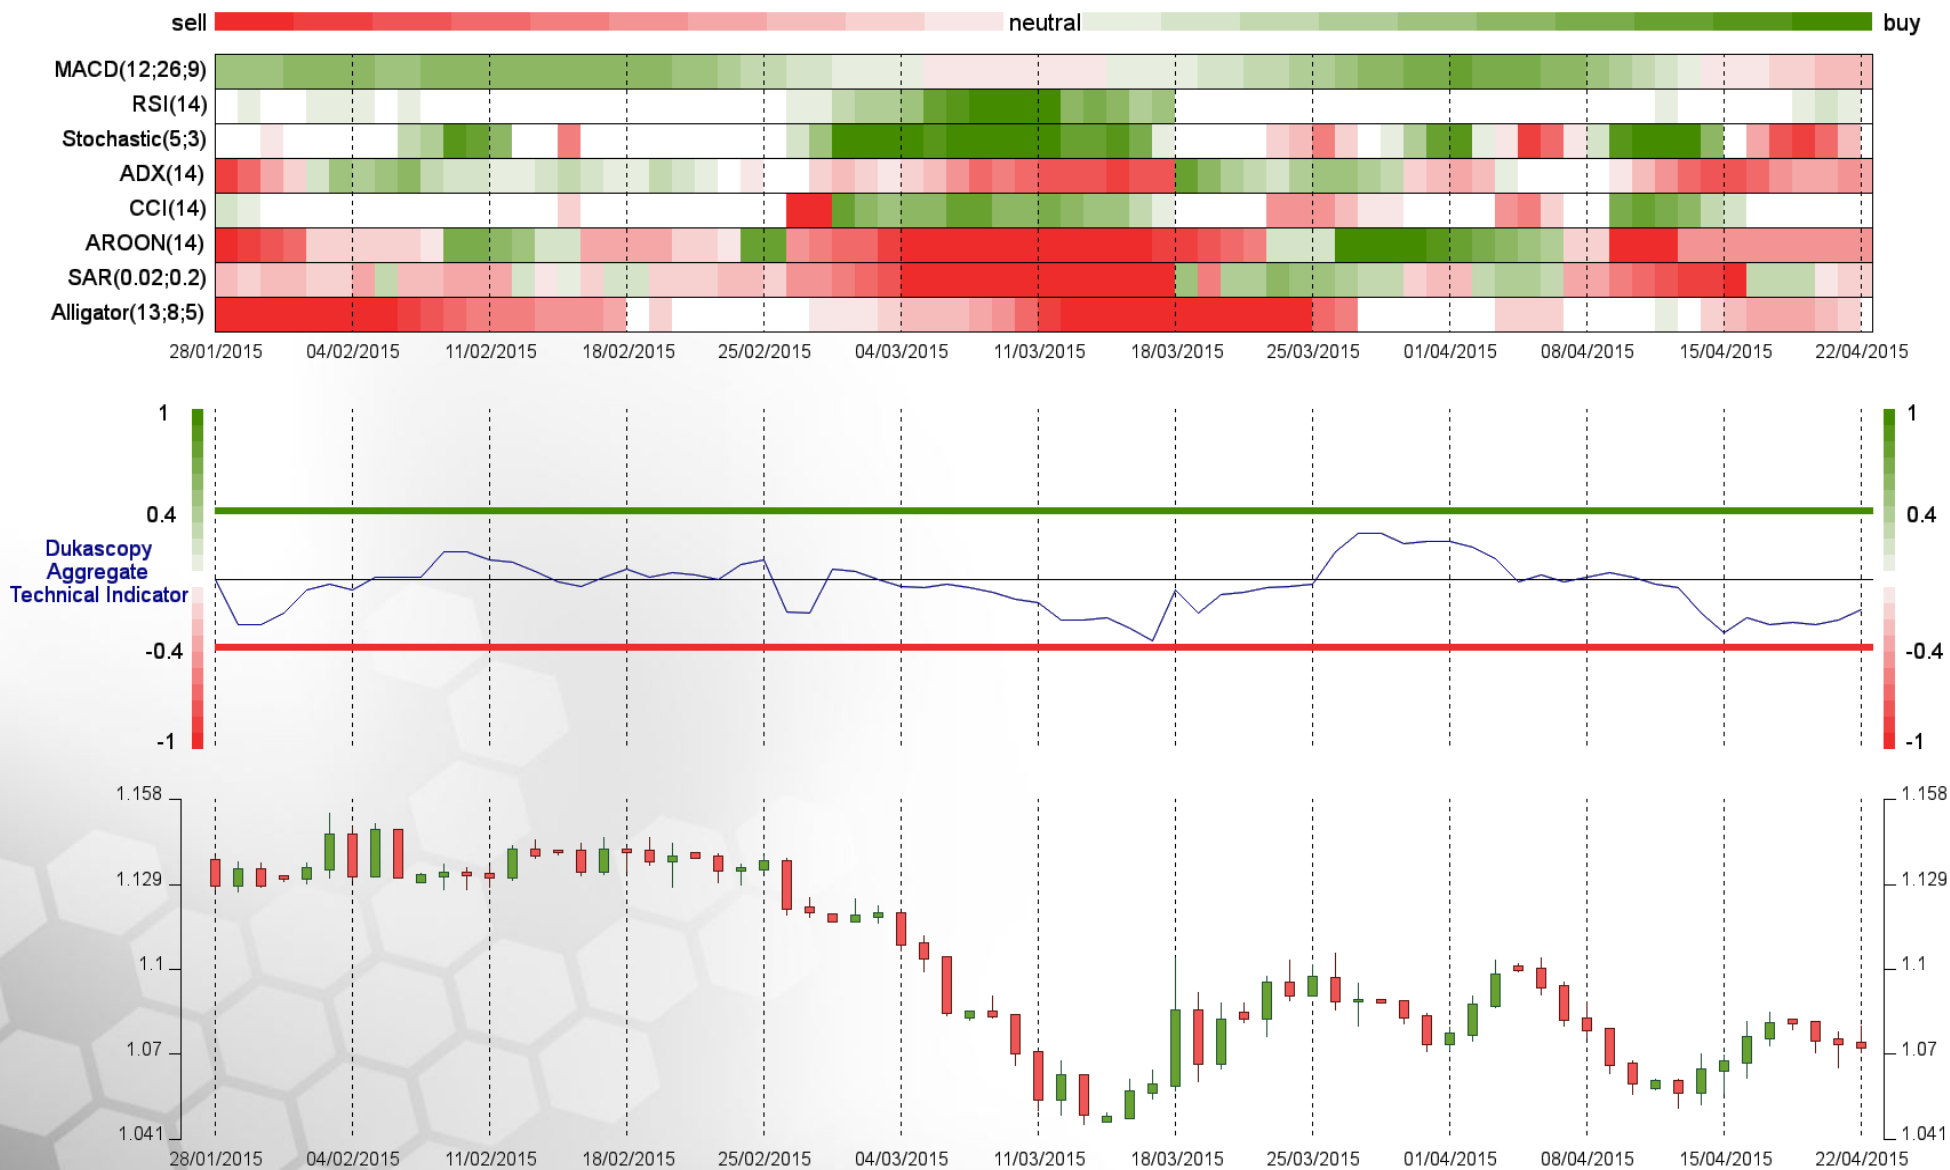 sell neutral buy
MACD(12;26;9)
RSI(14)
Stochastic(5;3)
ADX(14)
CCI(14)
AROON(14)
SAR(0.02;0.2)
Alligator(13;8;5)
28/01/2015 04/02/2015 11/02/2015 18/02/2015 25/02/2015 04/03/2015 11/03/2015 18/03/2015 25/03/2015 01/04/2015 08/04/2015 15/04/2015 22/04/2015
1 1
0.4 0.4
Dukascopy
Aggregate
Technical Indicator
-0.4 -0.4
-1 -1
1.158 1.158
1.129 1.129
1.1 1.1
1.07 1.07
1.041 1.041
28/01/2015 04/02/2015 11/02/2015 18/02/2015 25/02/2015 04/03/2015 11/03/2015 18/03/2015 25/03/2015 01/04/2015 08/04/2015 15/04/2015 22/04/2015